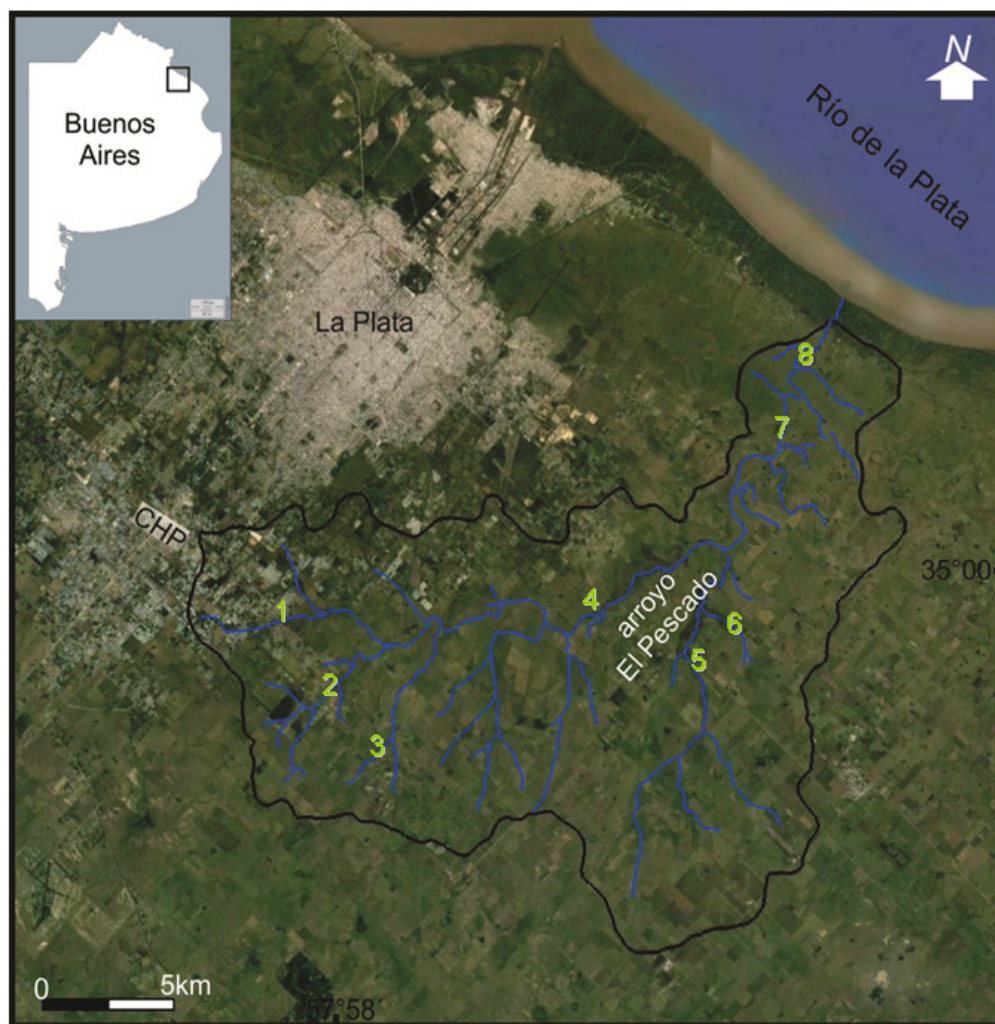 Buenos
Aires
N
Río de la Plata
La Plata
8
7
CHP
35°00
1
4
arroyo
El Pescado
6
2
5
3
0
5km
57°58´